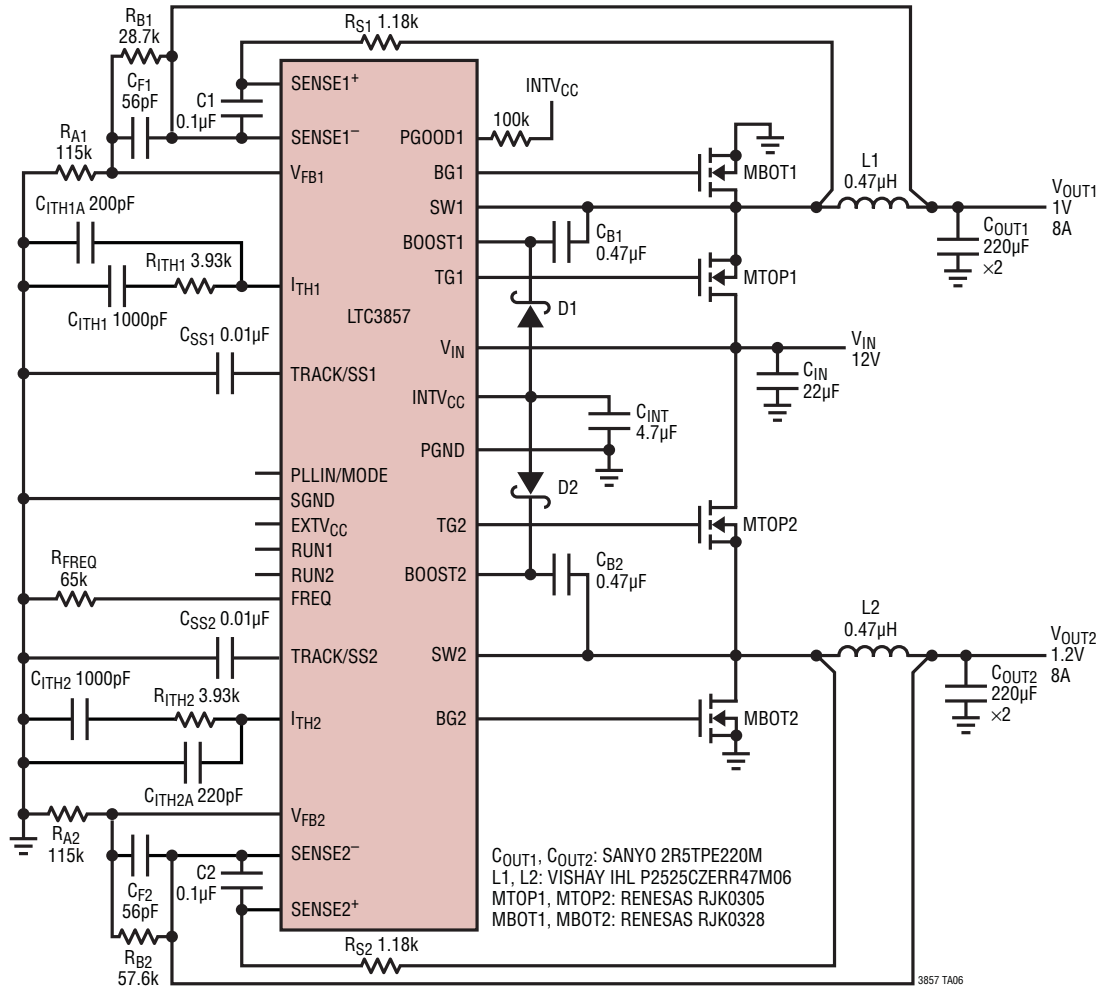 RB1
28.7k
CF1
56pF
RA1
115k
C1
0.1µF
RS1 1.18k
CITH1A 200pF
RITH1 3.93k
CITH1 1000pF
CSS1 0.01µF
RFREQ
65k
CSS2 0.01µF
CITH2 1000pF
RITH2 3.93k
CITH2A 220pF
RA2
115k
CF2
56pF
RB2
57.6k
C2
0.1µF
RS2 1.18k
LTC3857
SENSE1+
SENSE1–
VFB1
ITH1
TRACK/SS1
PLLIN/MODE
SGND
EXTVCC
RUN1
RUN2
FREQ
TRACK/SS2
ITH2
VFB2
SENSE2–
SENSE2+
PGOOD1
BG1
SW1
BOOST1
TG1
VIN
INTVCC
PGND
TG2
BOOST2
SW2
BG2
INTVCC
100k
MBOT1
L1
0.47µH
VOUT1
1V
8A
COUT1
220µF
×2
CB1
0.47µF
MTOP1
D1
VIN
12V
CIN
22µF
CINT
4.7µF
D2
MTOP2
CB2
0.47µF
L2
0.47µH
VOUT2
1.2V
8A
COUT2
220µF
×2
MBOT2
COUT1, COUT2: SANYO 2R5TPE220M
L1, L2: VISHAY IHL P2525CZERR47M06
MTOP1, MTOP2: RENESAS RJK0305
MBOT1, MBOT2: RENESAS RJK0328
3857 TA06